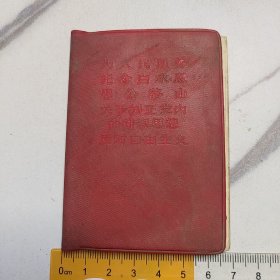 为人民服务
纪念白求恩
愚公移山
关于纠正党内
的错误思想
反对自由主义
0cm 1 2 3 4 5 6 7 8